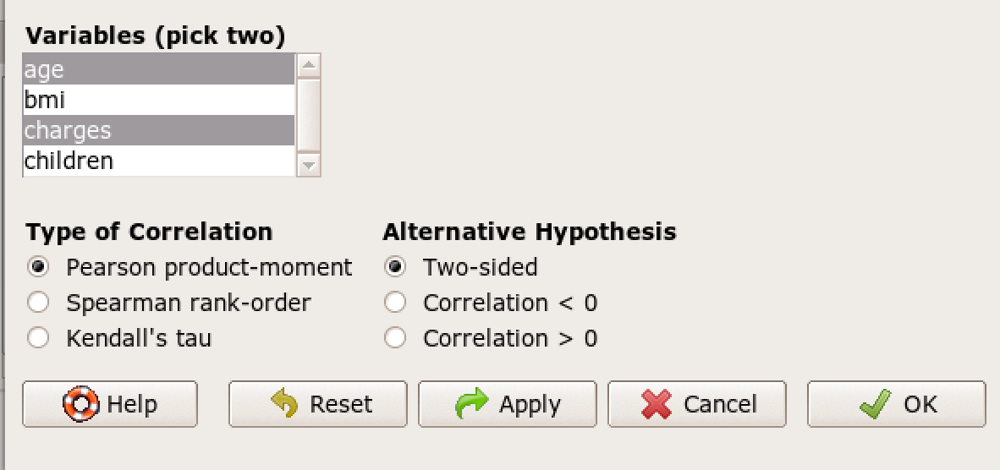 Variables (pick two)
age
bmi
charges
children
Type of Correlation
Pearson product-moment
Spearman rank-order
Kendall's tau
Alternative Hypothesis
Two-sided
Correlation < 0
Correlation > 0
Help Reset Apply Cancel OK